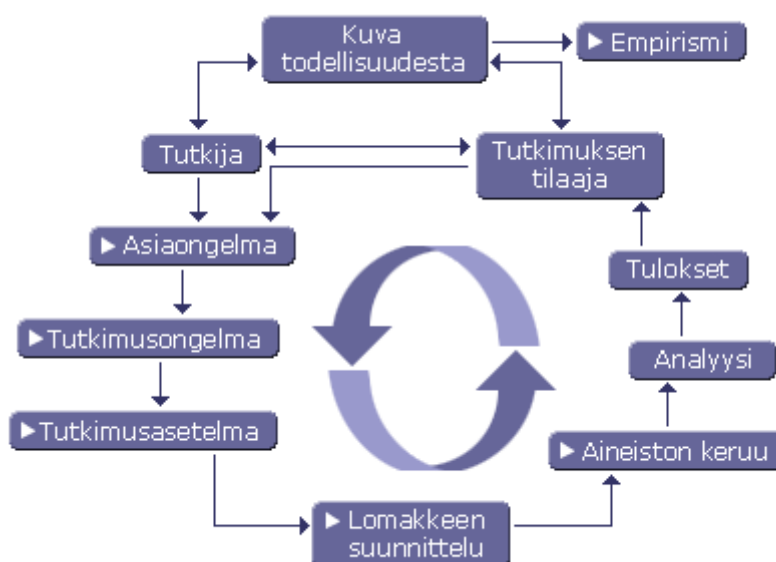 Kuva
todellisuudesta
Empirismi
Tutkija
Tutkimuksen
tilaaja
Asiaongelma
Tulokset
Tutkimusongelma
Analyysi
Tutkimusasetelma
Aineiston keruu
Lomakkeen
suunnittelu